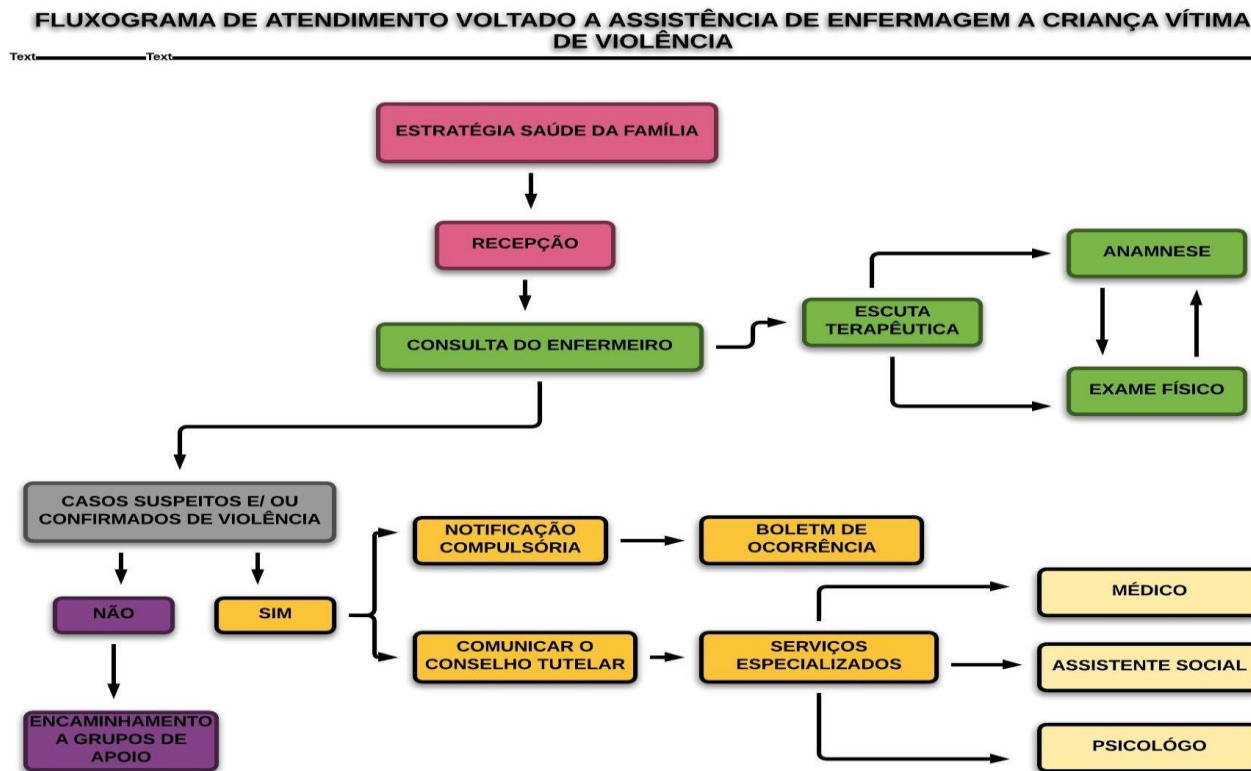 FLUXOGRAMA DE ATENDIMENTO VOLTADO A ASSISTÊNCIA DE ENFERMAGEM A CRIANÇA VÍTIMA
DE VIOLÊNCIA
Text
Text
ESTRATÉGIA SAÚDE DA FAMÍLIA
RECEPÇÃO
CONSULTA DO ENFERMEIRO
ESCUTA
TERAPÊUTICA
ANAMNESE
EXAME FÍSICO
CASOS SUSPEITOS E/ OU
CONFIRMADOS DE VIOLÊNCIA
NÃO
SIM
ENCAMINHAMENTO
A GRUPOS DE
APOIO
NOTIFICAÇÃO
COMPULSÓRIA
BOLETM DE
OCORRÊNCIA
COMUNICAR O
CONSELHO TUTELAR
SERVIÇOS
ESPECIALIZADOS
MÉDICO
ASSISTENTE SOCIAL
PSICOLÓGO